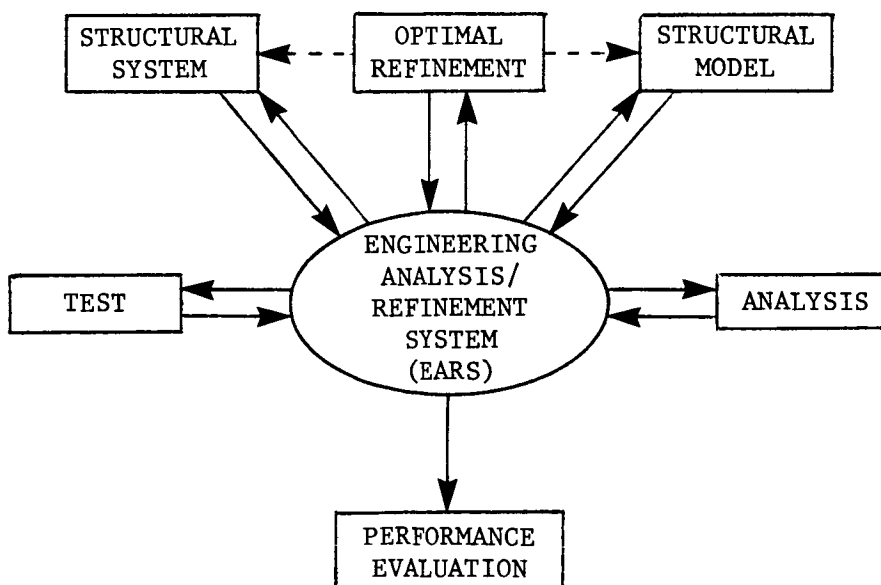 STRUCTURAL
SYSTEM
OPTIMAL
REFINEMENT
STRUCTURAL
MODEL
ENGINEERING
ANALYSIS/
REFINEMENT
SYSTEM
(EARS)
TEST
ANALYSIS
PERFORMANCE
EVALUATION